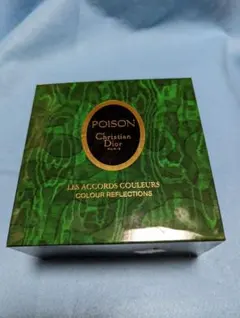 POISON
Christian
Dior
PARIS
LES ACCORDS COULEURS
COLOUR REFLECTIONS